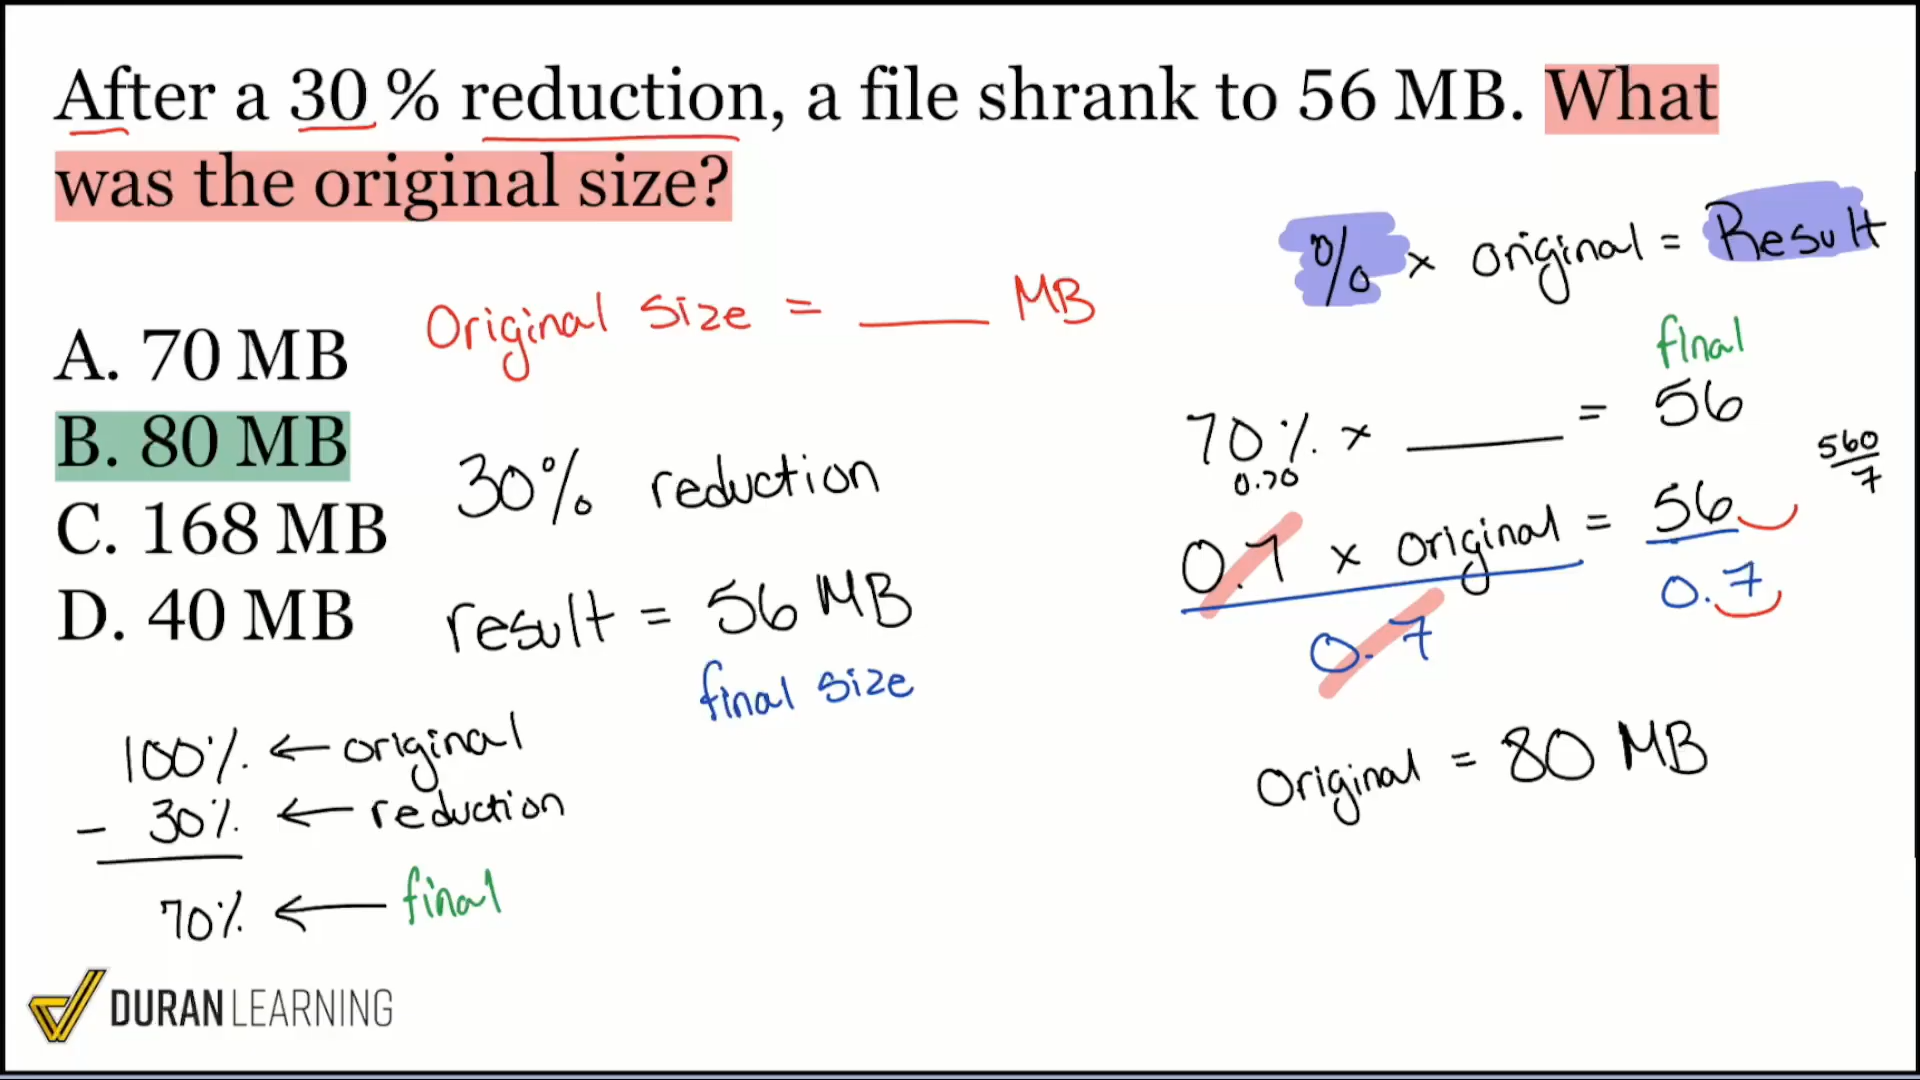 After a 30 % reduction, a file shrank to 56 MB. What
was the original size?
A. 70 MB
B. 80 MB
C. 168 MB
D. 40 MB
Original size = ____ MB
30% reduction
result = 56 MB
final size
100% ← original
- 30% ← reduction
70% ← final
% × original = Result
final
70% × ____ = 56
0.70
560
7
0.7 × original = 56
0.7 0.7
original = 80 MB
DURAN LEARNING